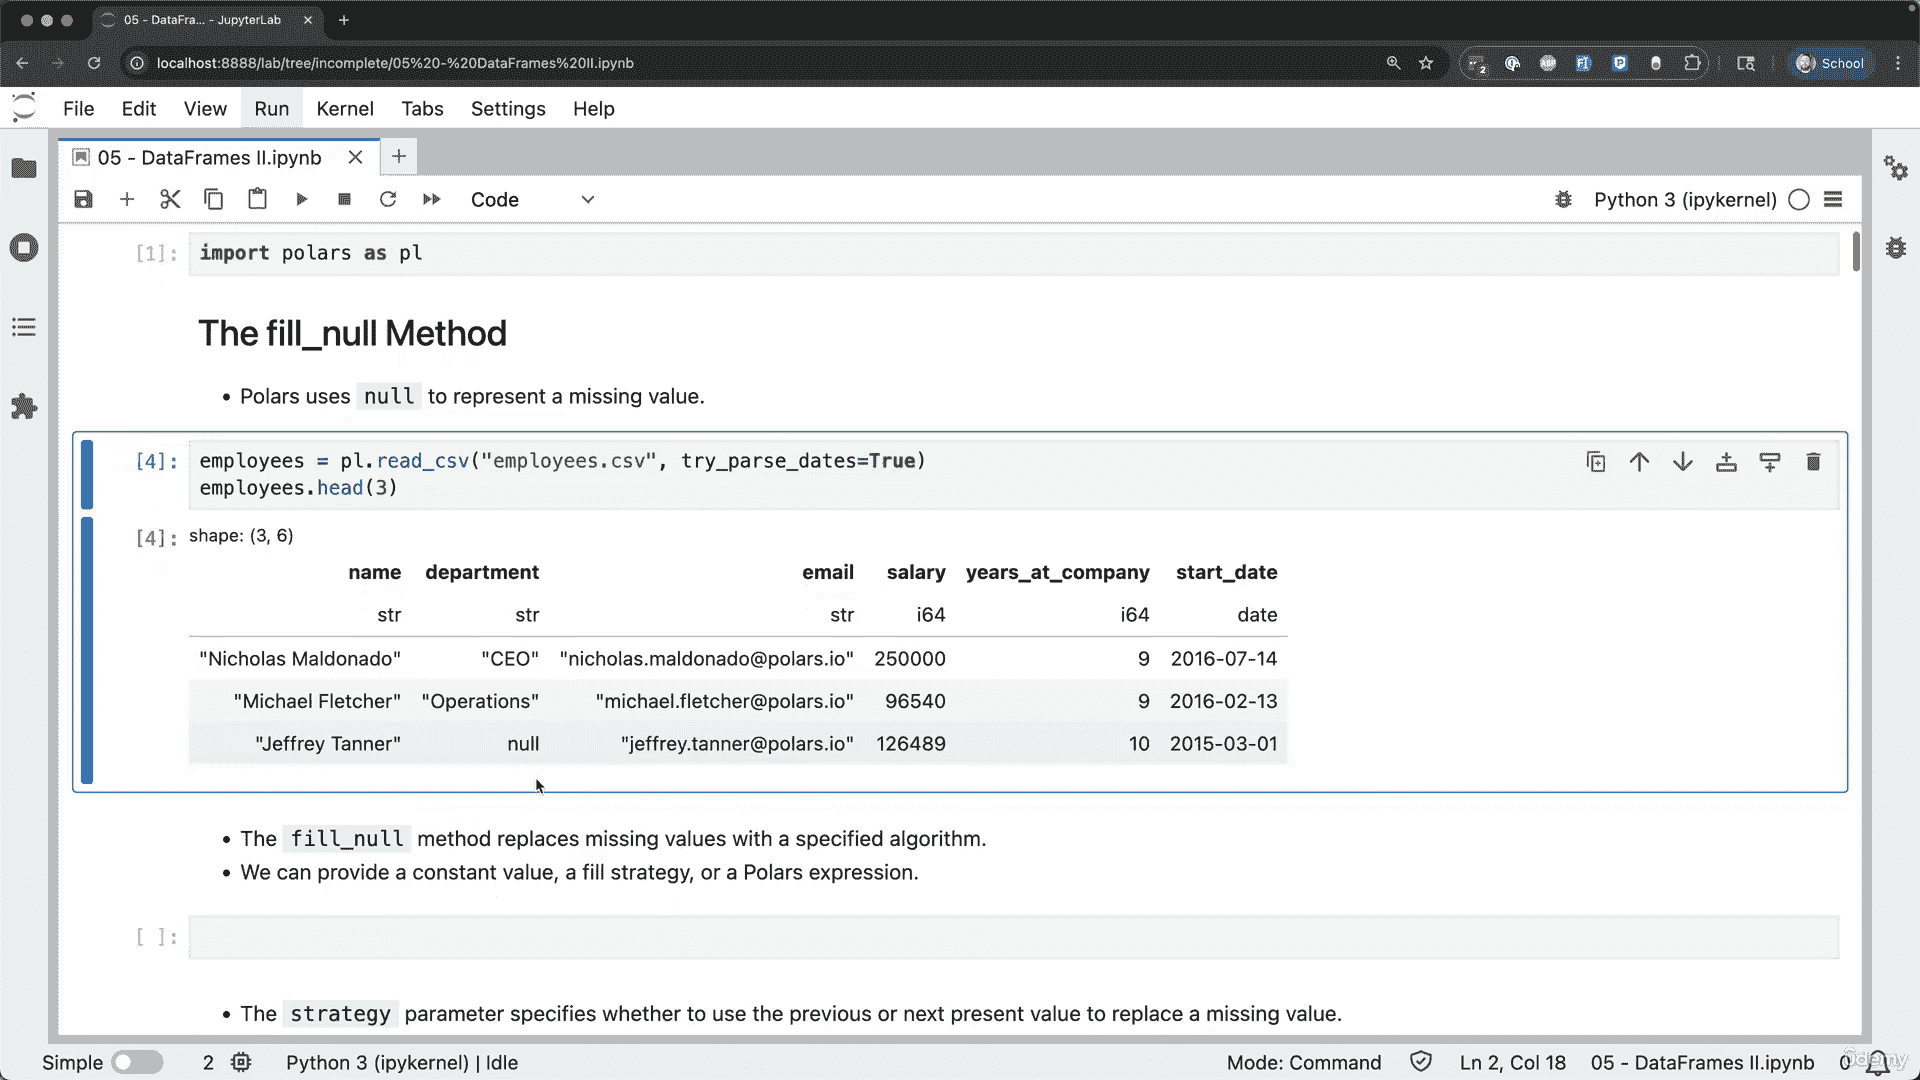 05 - DataFra... - JupyterLab
localhost:8888/lab/tree/incomplete/05%20-%20DataFrames%20II.ipynb
2
ABP
School
File Edit View Run Kernel Tabs Settings Help
05 - DataFrames II.ipynb
Code
Python 3 (ipykernel)
[1]: import polars as pl
The fill_null Method
• Polars uses null to represent a missing value.
[4]: employees = pl.read_csv("employees.csv", try_parse_dates=True)
employees.head(3)
[4]: shape: (3, 6)
name department email salary years_at_company start_date
str str str i64 i64 date
"Nicholas Maldonado" "CEO" "nicholas.maldonado@polars.io" 250000 9 2016-07-14
"Michael Fletcher" "Operations" "michael.fletcher@polars.io" 96540 9 2016-02-13
"Jeffrey Tanner" null "jeffrey.tanner@polars.io" 126489 10 2015-03-01
• The fill_null method replaces missing values with a specified algorithm.
• We can provide a constant value, a fill strategy, or a Polars expression.
[ ]:
• The strategy parameter specifies whether to use the previous or next present value to replace a missing value.
Simple 2 Python 3 (ipykernel) | Idle Mode: Command Ln 2, Col 18 05 - DataFrames II.ipynb 0
udemy